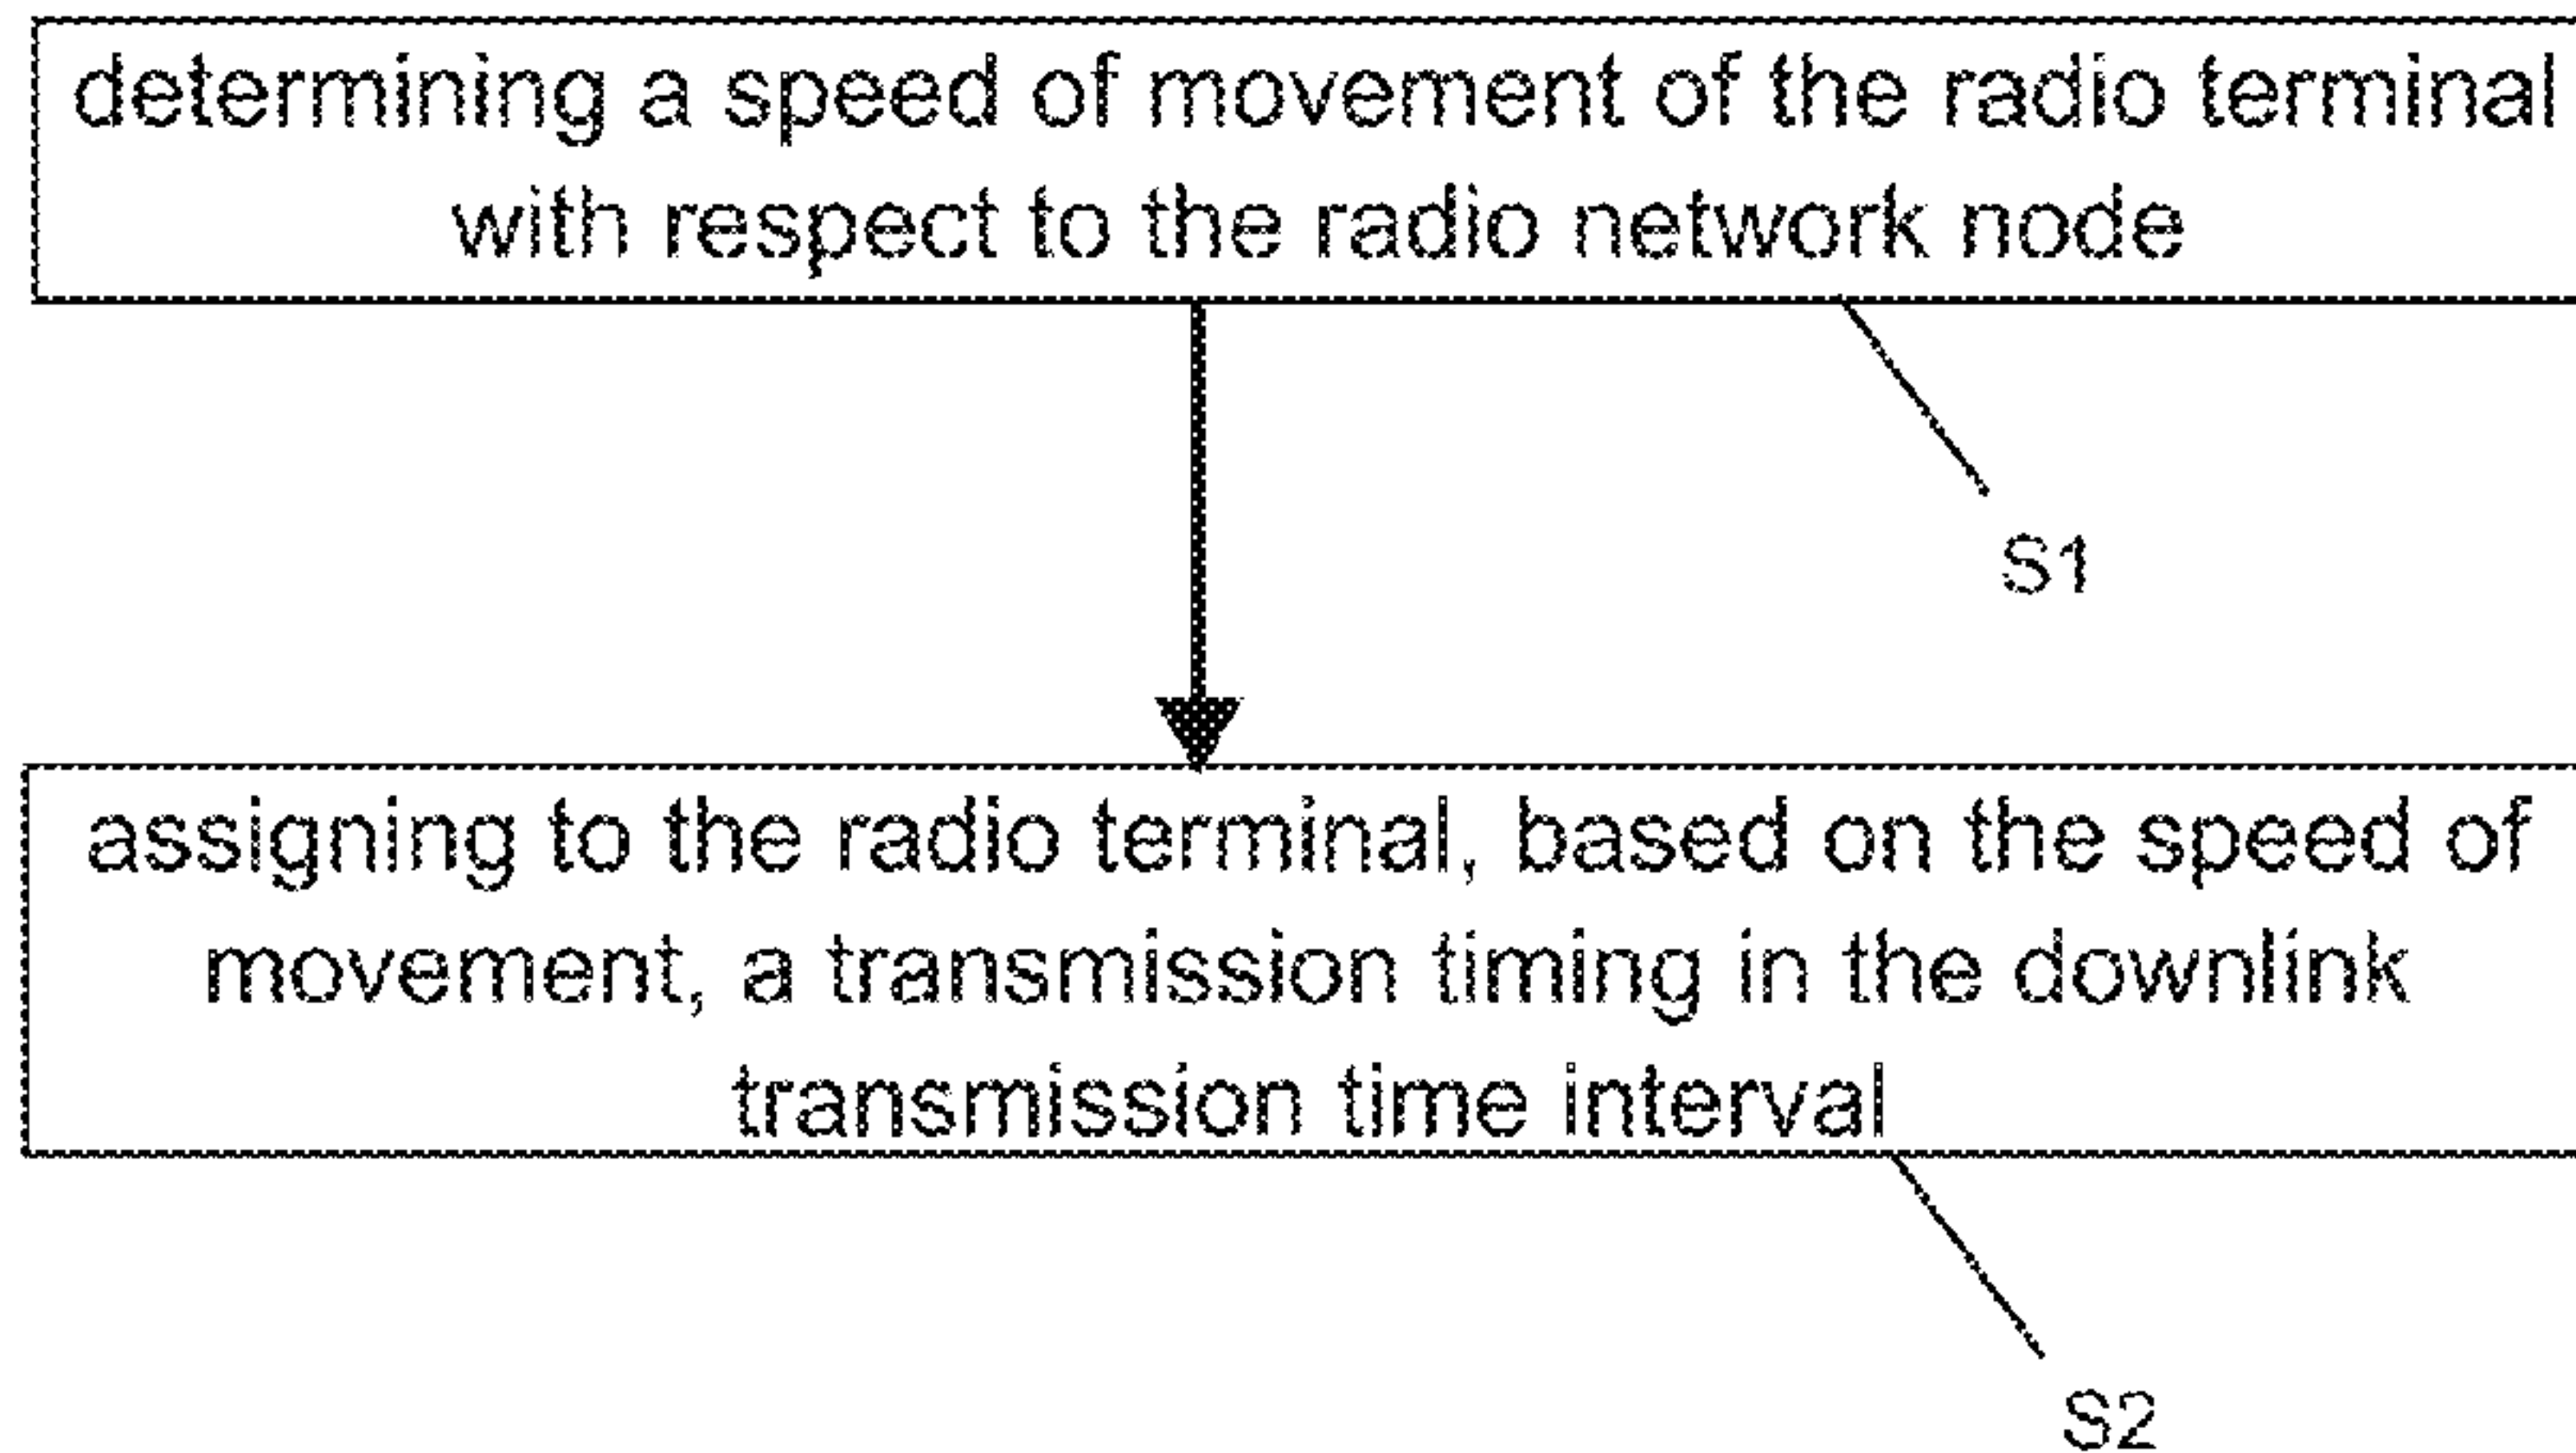 determining a speed of movement of the radio terminal
with respect to the radio network node
S1
assigning to the radio terminal, based on the speed of
movement, a transmission timing in the downlink
transmission time interval
S2